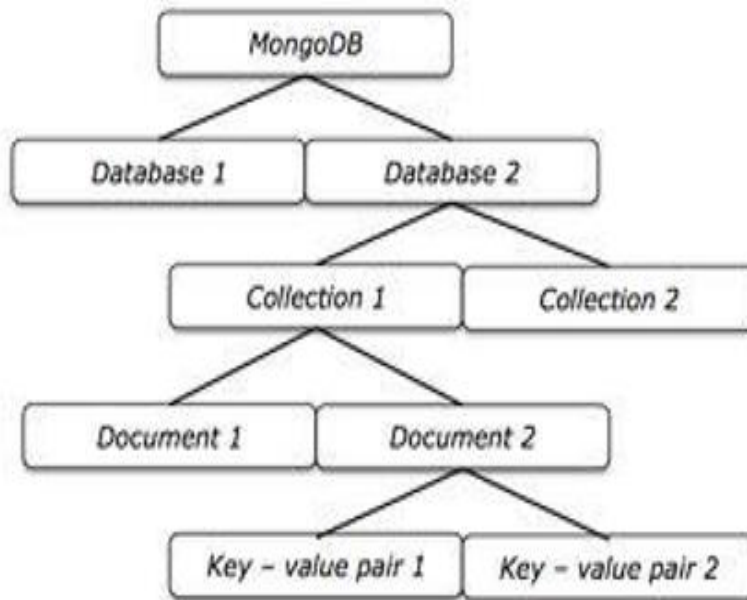 MongoDB
Database 1
Database 2
Collection 1
Collection 2
Document 1
Document 2
Key – value pair 1
Key – value pair 2